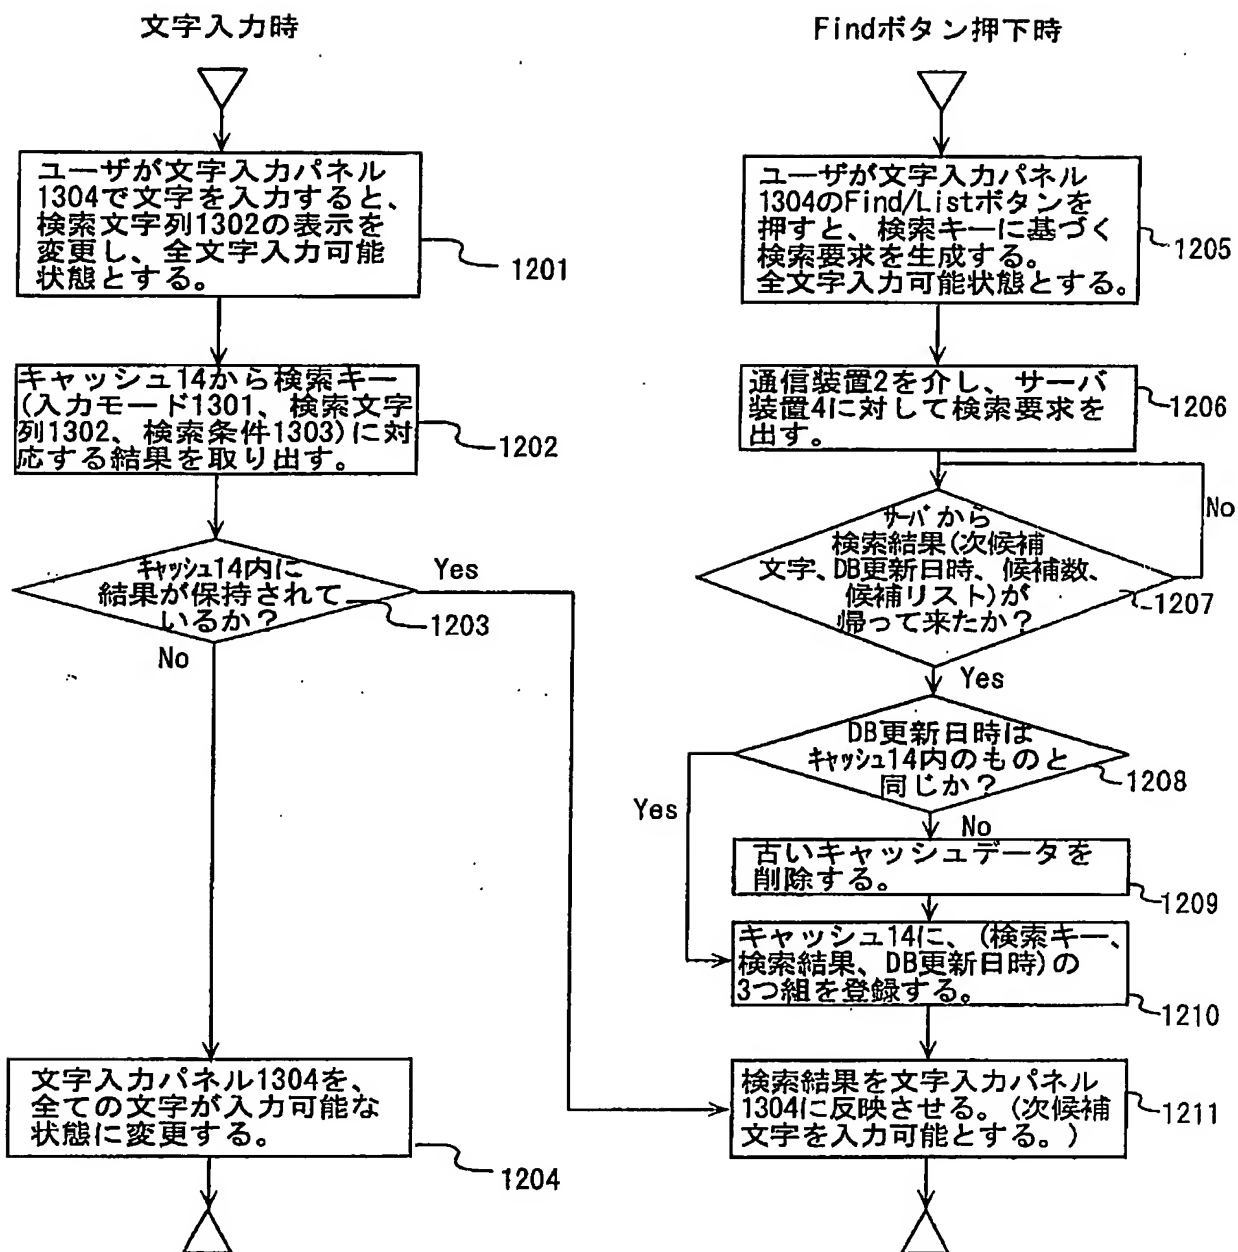 文字入力時
ユーザが文字入力パネル
1304で文字を入力すると、
検索文字列1302の表示を
変更し、全文字入力可能
状態とする。
1201
キャッシュ14から検索キー
(入力モード1301、検索文字
列1302、検索条件1303)に対
応する結果を取り出す。
1202
キャッシュ14内に
結果が保持されて
いるか?
1203
Yes
No
文字入力パネル1304を、
全ての文字が入力可能な
状態に変更する。
1204
Findボタン押下時
ユーザが文字入力パネル
1304のFind/Listボタンを
押すと、検索キーに基づく
検索要求を生成する。
全文字入力可能状態とする。
1205
通信装置2を介し、サーバ
装置4に対して検索要求を
出す。
1206
サーバから
検索結果(次候補
文字、DB更新日時、候補数、
候補リスト)が
帰って来たか?
1207
No
Yes
DB更新日時は
キャッシュ14内のものと
同じか?
1208
Yes
No
古いキャッシュデータを
削除する。
1209
キャッシュ14に、(検索キー、
検索結果、DB更新日時)の
3つ組を登録する。
1210
検索結果を文字入力パネル
1304に反映させる。(次候補
文字を入力可能とする。)
1211